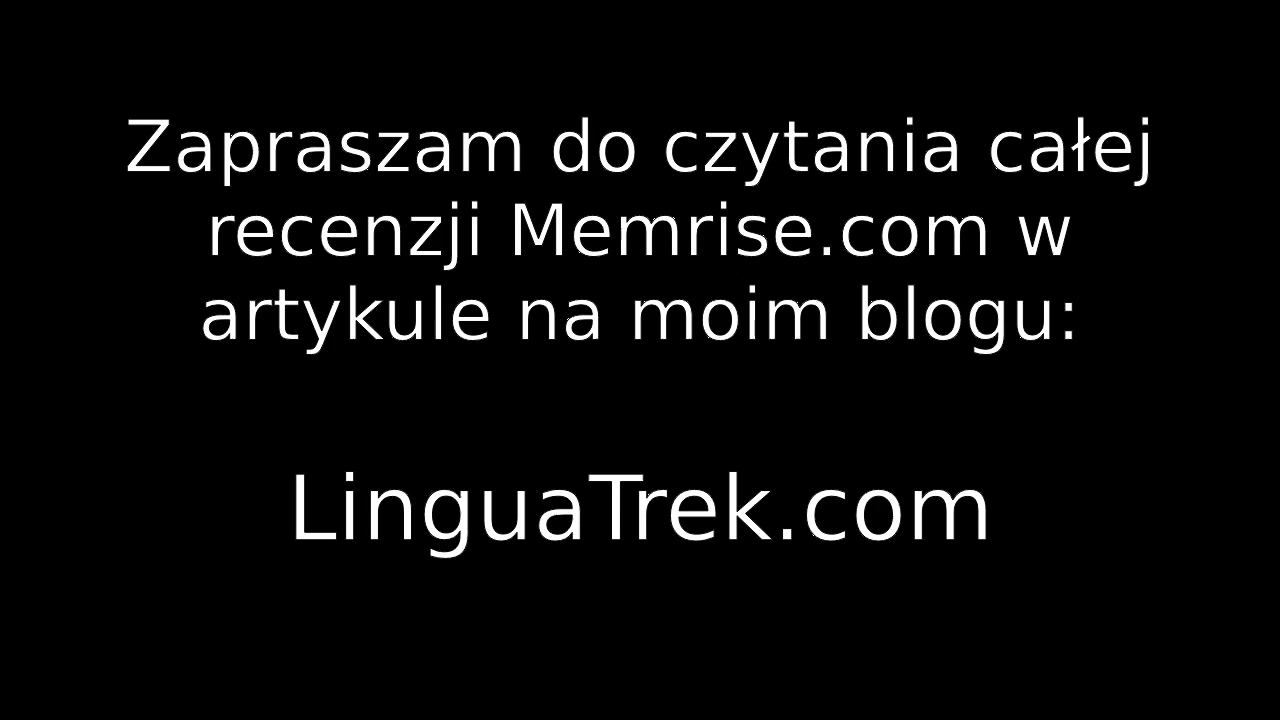 Zapraszam do czytania całej
recenzji Memrise.com w
artykule na moim blogu:
LinguaTrek.com